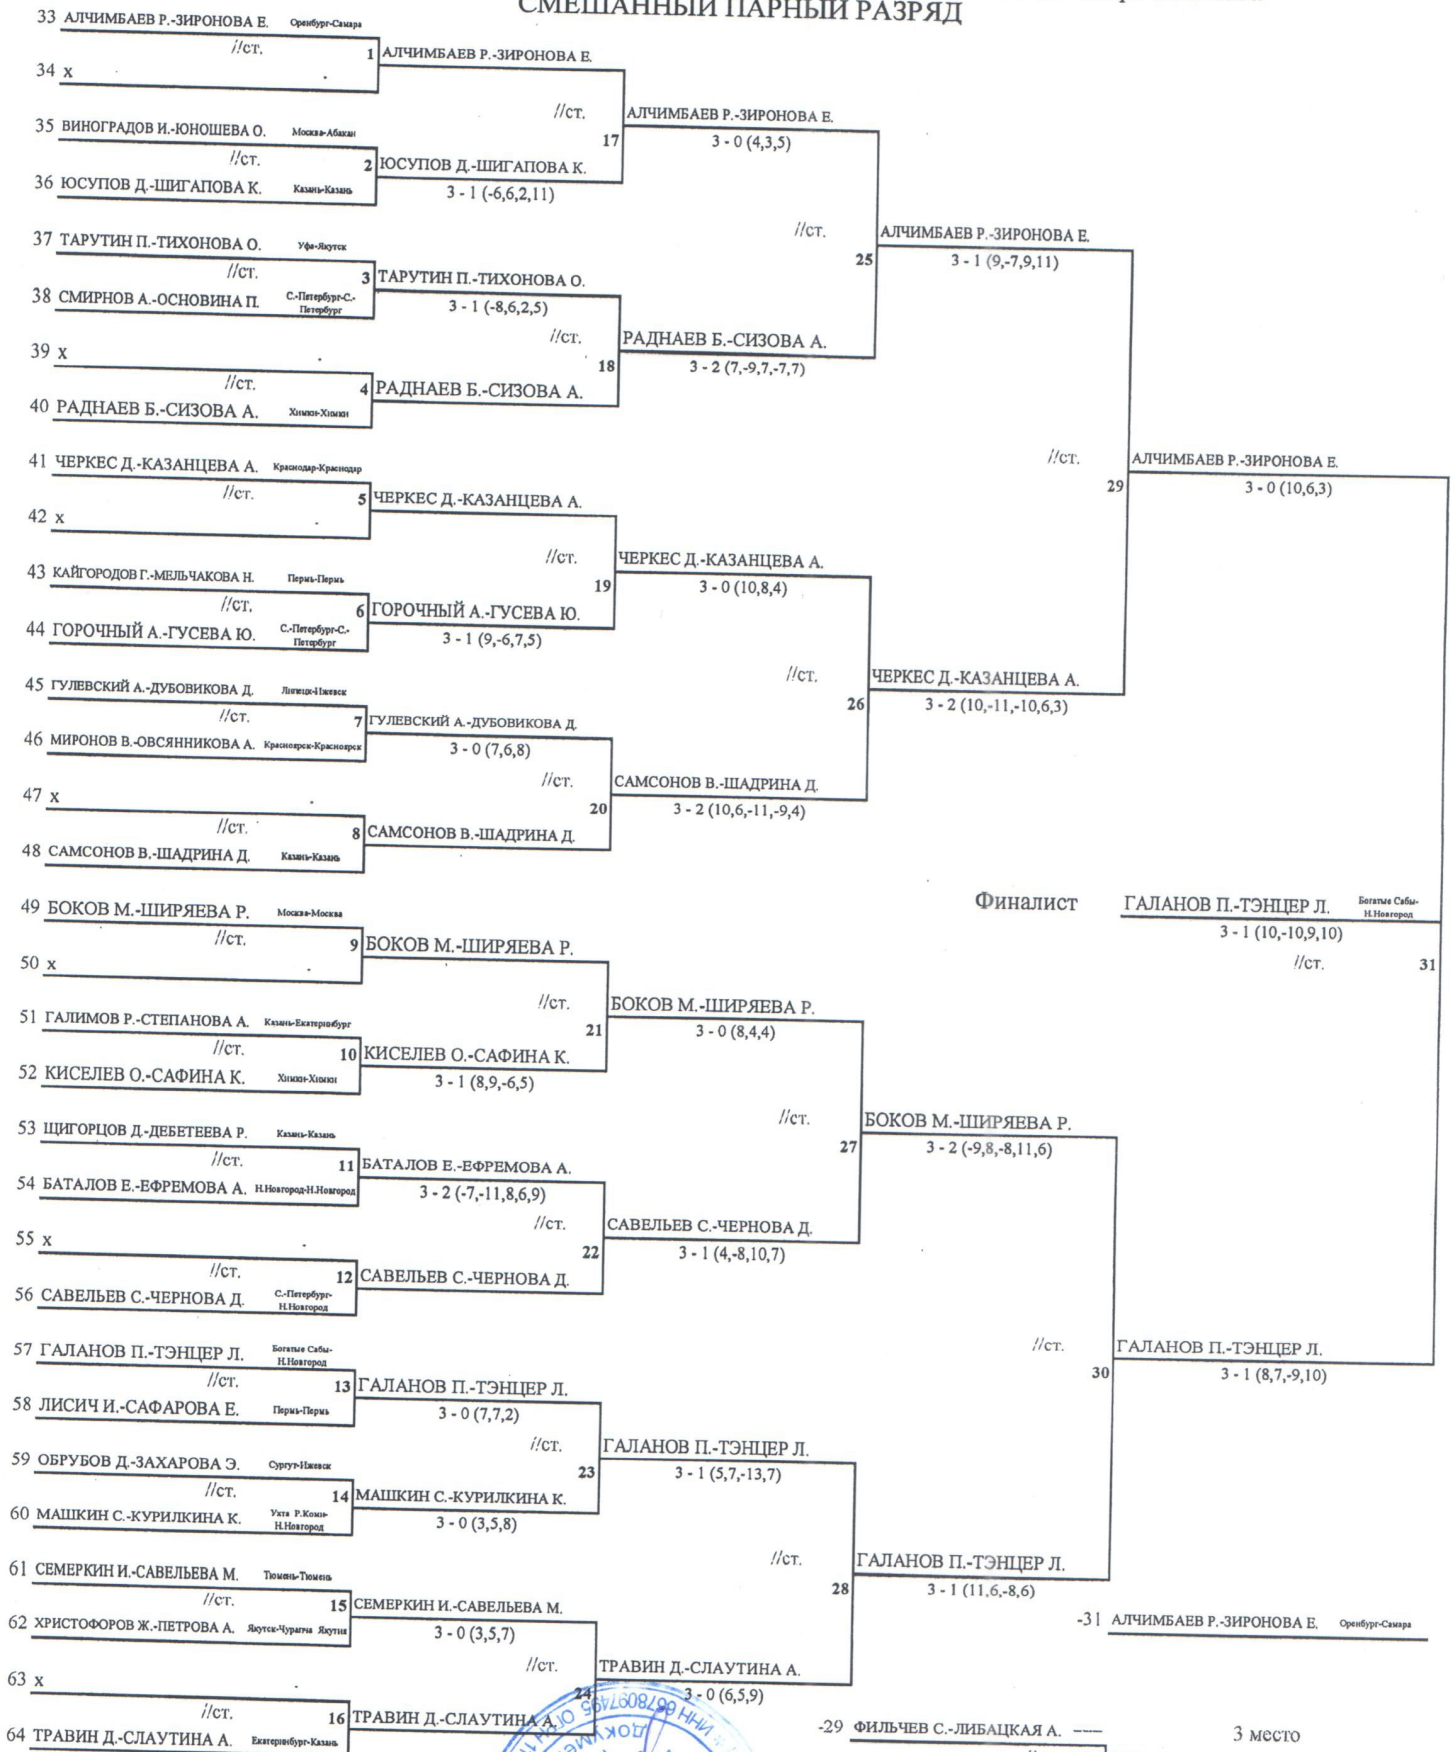 СМЕШАННЫЙ ПАРНЫЙ РАЗРЯД
33 АЛЧИМБАЕВ Р.-ЗИРОНОВА Е. Оренбург-Самара
//ст. 1 АЛЧИМБАЕВ Р.-ЗИРОНОВА Е.
34 х
//ст. 17 АЛЧИМБАЕВ Р.-ЗИРОНОВА Е.
3 - 0 (4,3,5)
35 ВИНОГРАДОВ И.-ЮНОШЕВА О. Москва-Абакан
//ст. 2 ЮСУПОВ Д.-ШИГАПОВА К.
3 - 1 (-6,6,2,11)
36 ЮСУПОВ Д.-ШИГАПОВА К. Казань-Казань
//ст. 25 АЛЧИМБАЕВ Р.-ЗИРОНОВА Е.
3 - 1 (9,-7,9,11)
37 ТАРУТИН П.-ТИХОНОВА О. Уфа-Якутск
//ст. 3 ТАРУТИН П.-ТИХОНОВА О.
3 - 1 (-8,6,2,5)
38 СМИРНОВ А.-ОСНОВИНА П. С.-Петербург-С.-Петербург
//ст. 18 РАДНАЕВ Б.-СИЗОВА А.
3 - 2 (7,-9,7,-7,7)
39 х
//ст. 4 РАДНАЕВ Б.-СИЗОВА А.
40 РАДНАЕВ Б.-СИЗОВА А. Химки-Химки
//ст. 29 АЛЧИМБАЕВ Р.-ЗИРОНОВА Е.
3 - 0 (10,6,3)
41 ЧЕРКЕС Д.-КАЗАНЦЕВА А. Краснодар-Краснодар
//ст. 5 ЧЕРКЕС Д.-КАЗАНЦЕВА А.
42 х
//ст. 19 ЧЕРКЕС Д.-КАЗАНЦЕВА А.
3 - 0 (10,8,4)
43 КАЙГОРОДОВ Г.-МЕЛЬЧАКОВА Н. Пермь-Пермь
//ст. 6 ГОРОЧНЫЙ А.-ГУСЕВА Ю.
3 - 1 (9,-6,7,5)
44 ГОРОЧНЫЙ А.-ГУСЕВА Ю. С.-Петербург-С.-Петербург
//ст. 26 ЧЕРКЕС Д.-КАЗАНЦЕВА А.
3 - 2 (10,-11,-10,6,3)
45 ГУЛЕВСКИЙ А.-ДУБОВИКОВА Д. Липецк-Ижевск
//ст. 7 ГУЛЕВСКИЙ А.-ДУБОВИКОВА Д.
3 - 0 (7,6,8)
46 МИРОНОВ В.-ОВСЯННИКОВА А. Красноярск-Красноярск
//ст. 20 САМСОНОВ В.-ШАДРИНА Д.
3 - 2 (10,6,-11,-9,4)
47 х
//ст. 8 САМСОНОВ В.-ШАДРИНА Д.
48 САМСОНОВ В.-ШАДРИНА Д. Казань-Казань
Финалист ГАЛАНОВ П.-ТЭНЦЕР Л. Богатые Сабы-Н.Новгород
3 - 1 (10,-10,9,10)
//ст. 31
49 БОКОВ М.-ШИРЯЕВА Р. Москва-Москва
//ст. 9 БОКОВ М.-ШИРЯЕВА Р.
50 х
//ст. 21 БОКОВ М.-ШИРЯЕВА Р.
3 - 0 (8,4,4)
51 ГАЛИМОВ Р.-СТЕПАНОВА А. Казань-Екатеринбург
//ст. 10 КИСЕЛЕВ О.-САФИНА К.
3 - 1 (8,9,-6,5)
52 КИСЕЛЕВ О.-САФИНА К. Химки-Химки
//ст. 27 БОКОВ М.-ШИРЯЕВА Р.
3 - 2 (-9,8,-8,11,6)
53 ЩИГОРЦОВ Д.-ДЕБЕТЕЕВА Р. Казань-Казань
//ст. 11 БАТАЛОВ Е.-ЕФРЕМОВА А.
3 - 2 (-7,-11,8,6,9)
54 БАТАЛОВ Е.-ЕФРЕМОВА А. Н.Новгород-Н.Новгород
//ст. 22 САВЕЛЬЕВ С.-ЧЕРНОВА Д.
3 - 1 (4,-8,10,7)
55 х
//ст. 12 САВЕЛЬЕВ С.-ЧЕРНОВА Д.
56 САВЕЛЬЕВ С.-ЧЕРНОВА Д. С.-Петербург-Н.Новгород
//ст. 30 ГАЛАНОВ П.-ТЭНЦЕР Л.
3 - 1 (8,7,-9,10)
57 ГАЛАНОВ П.-ТЭНЦЕР Л. Богатые Сабы-Н.Новгород
//ст. 13 ГАЛАНОВ П.-ТЭНЦЕР Л.
3 - 0 (7,7,2)
58 ЛИСИЧ И.-САФАРОВА Е. Пермь-Пермь
//ст. 23 ГАЛАНОВ П.-ТЭНЦЕР Л.
3 - 1 (5,7,-13,7)
59 ОБРУБОВ Д.-ЗАХАРОВА Э. Сургут-Ижевск
//ст. 14 МАШКИН С.-КУРИЛКИНА К.
3 - 0 (3,5,8)
60 МАШКИН С.-КУРИЛКИНА К. Ухта Р.Коми-Н.Новгород
//ст. 28 ГАЛАНОВ П.-ТЭНЦЕР Л.
3 - 1 (11,6,-8,6)
61 СЕМЕРКИН И.-САВЕЛЬЕВА М. Тюмень-Тюмень
//ст. 15 СЕМЕРКИН И.-САВЕЛЬЕВА М.
3 - 0 (3,5,7)
62 ХРИСТОФОРОВ Ж.-ПЕТРОВА А. Якутск-Чурапча Якутия
-31 АЛЧИМБАЕВ Р.-ЗИРОНОВА Е. Оренбург-Самара
//ст. 24 ТРАВИН Д.-СЛАУТИНА А.
3 - 0 (6,5,9)
63 х
//ст. 16 ТРАВИН Д.-СЛАУТИНА А.
64 ТРАВИН Д.-СЛАУТИНА А. Екатеринбург-Казань
-29 ФИЛЬЧЕВ С.-ЛИБАЦКАЯ А. ---- 3 место
ИНН 6678097495 ОГРН